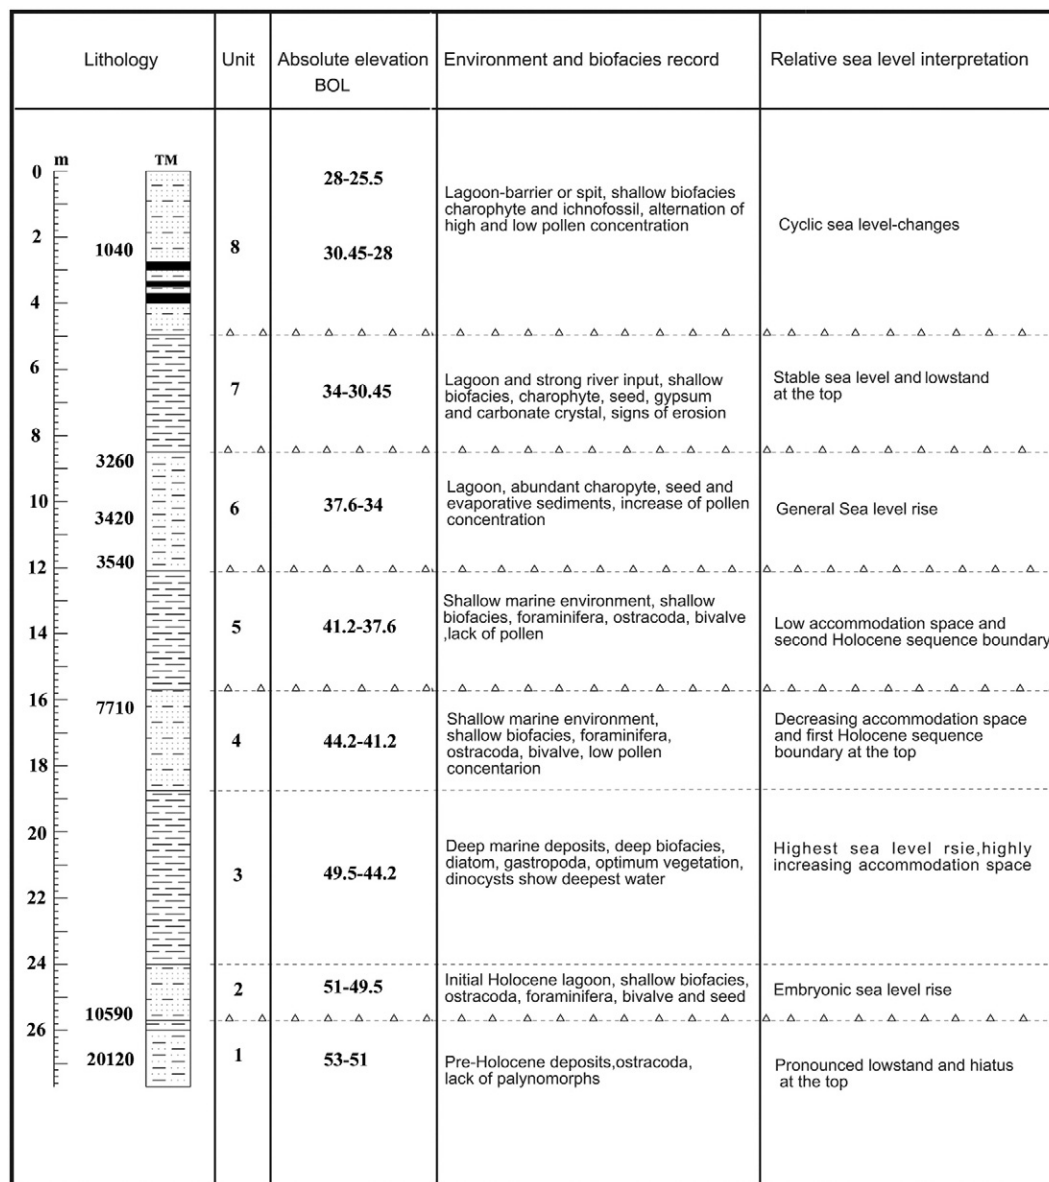 Lithology
Unit
Absolute elevation
BOL
Environment and biofacies record
Relative sea level interpretation
m
TM
0
2
4
6
8
10
12
14
16
18
20
22
24
26
1040
3260
3420
3540
7710
10590
20120
8
28-25.5
30.45-28
Lagoon-barrier or spit, shallow biofacies
charophyte and ichnofossil, alternation of
high and low pollen concentration
Cyclic sea level-changes
7
34-30.45
Lagoon and strong river input, shallow
biofacies, charophyte, seed, gypsum
and carbonate crystal, signs of erosion
Stable sea level and lowstand
at the top
6
37.6-34
Lagoon, abundant charopyte, seed and
evaporative sediments, increase of pollen
concentration
General Sea level rise
5
41.2-37.6
Shallow marine environment, shallow
biofacies, foraminifera, ostracoda, bivalve
,lack of pollen
Low accommodation space and
second Holocene sequence boundary
4
44.2-41.2
Shallow marine environment,
shallow biofacies, foraminifera,
ostracoda, bivalve, low pollen
concentarion
Decreasing accommodation space
and first Holocene sequence
boundary at the top
3
49.5-44.2
Deep marine deposits, deep biofacies,
diatom, gastropoda, optimum vegetation,
dinocysts show deepest water
Highest sea level rsie,highly
increasing accommodation space
2
51-49.5
Initial Holocene lagoon, shallow biofacies,
ostracoda, foraminifera, bivalve and seed
Embryonic sea level rise
1
53-51
Pre-Holocene deposits,ostracoda,
lack of palynomorphs
Pronounced lowstand and hiatus
at the top